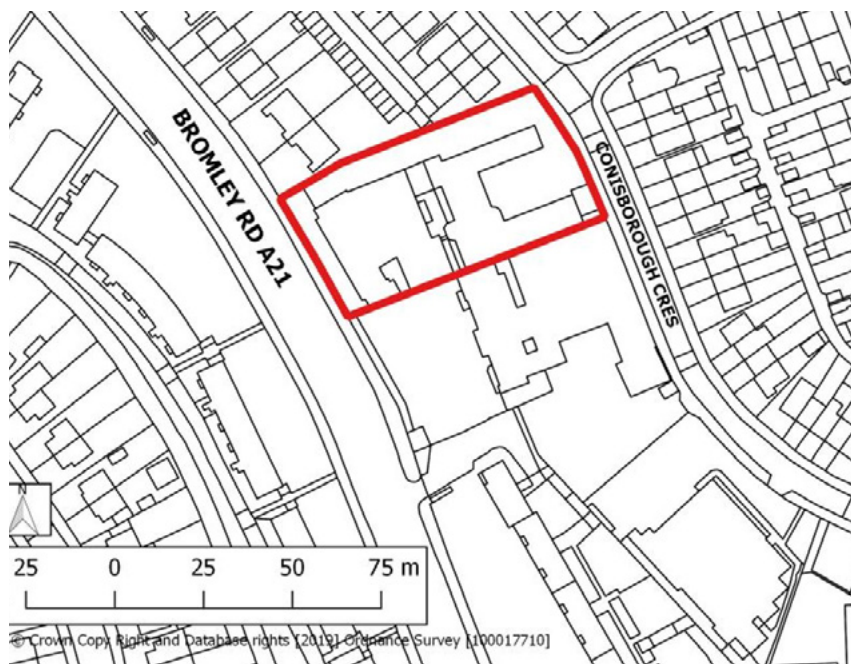 BROMLEY RD A21
CONISBOROUGH CRES
N
25 0 25 50 75 m
© Crown Copy Right and Database rights [2019] Ordnance Survey [100017710]